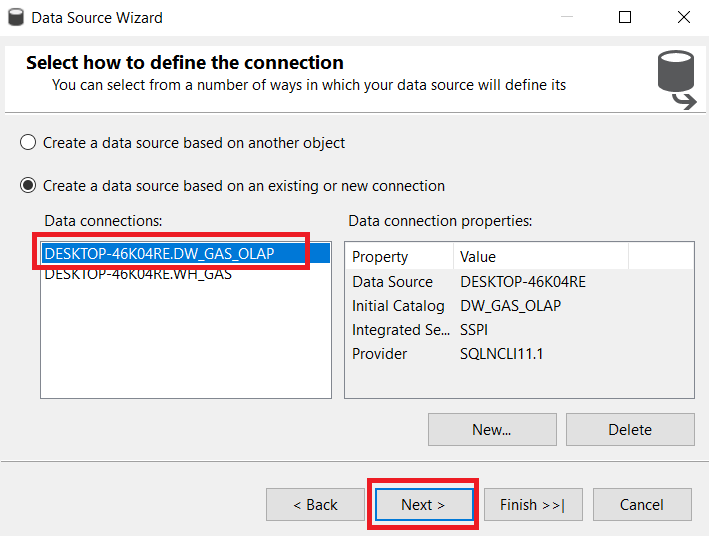 Data Source Wizard
Select how to define the connection
You can select from a number of ways in which your data source will define its
Create a data source based on another object
Create a data source based on an existing or new connection
Data connections:
DESKTOP-46K04RE.DW_GAS_OLAP
DESKTOP-46K04RE.WH_GAS
Data connection properties:
Property Value
Data Source DESKTOP-46K04RE
Initial Catalog DW_GAS_OLAP
Integrated Se... SSPI
Provider SQLNCLI11.1
New... Delete
< Back Next > Finish >>| Cancel